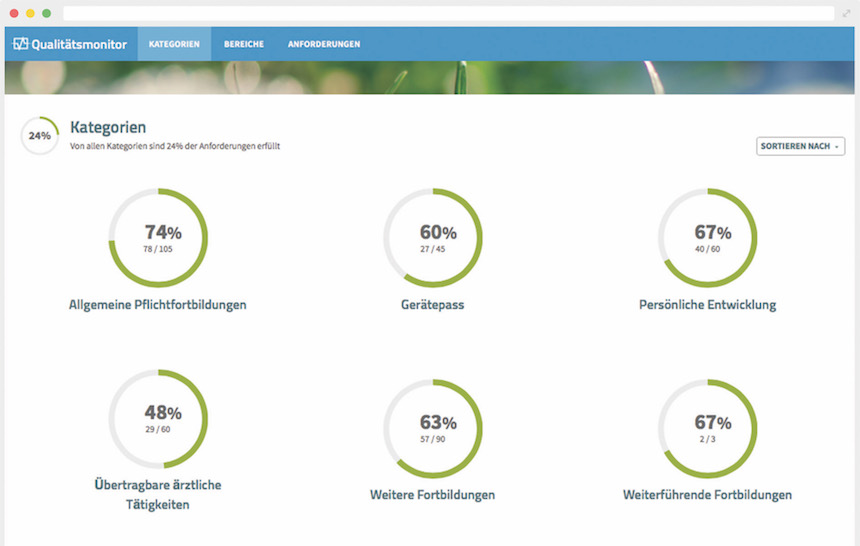 Qualitätsmonitor
KATEGORIEN
BEREICHE
ANFORDERUNGEN
24%
Kategorien
Von allen Kategorien sind 24% der Anforderungen erfüllt
SORTIEREN NACH
74%
78 / 105
Allgemeine Pflichtfortbildungen
60%
27 / 45
Gerätepass
67%
40 / 60
Persönliche Entwicklung
48%
29 / 60
Übertragbare ärztliche
Tätigkeiten
63%
57 / 90
Weitere Fortbildungen
67%
2 / 3
Weiterführende Fortbildungen